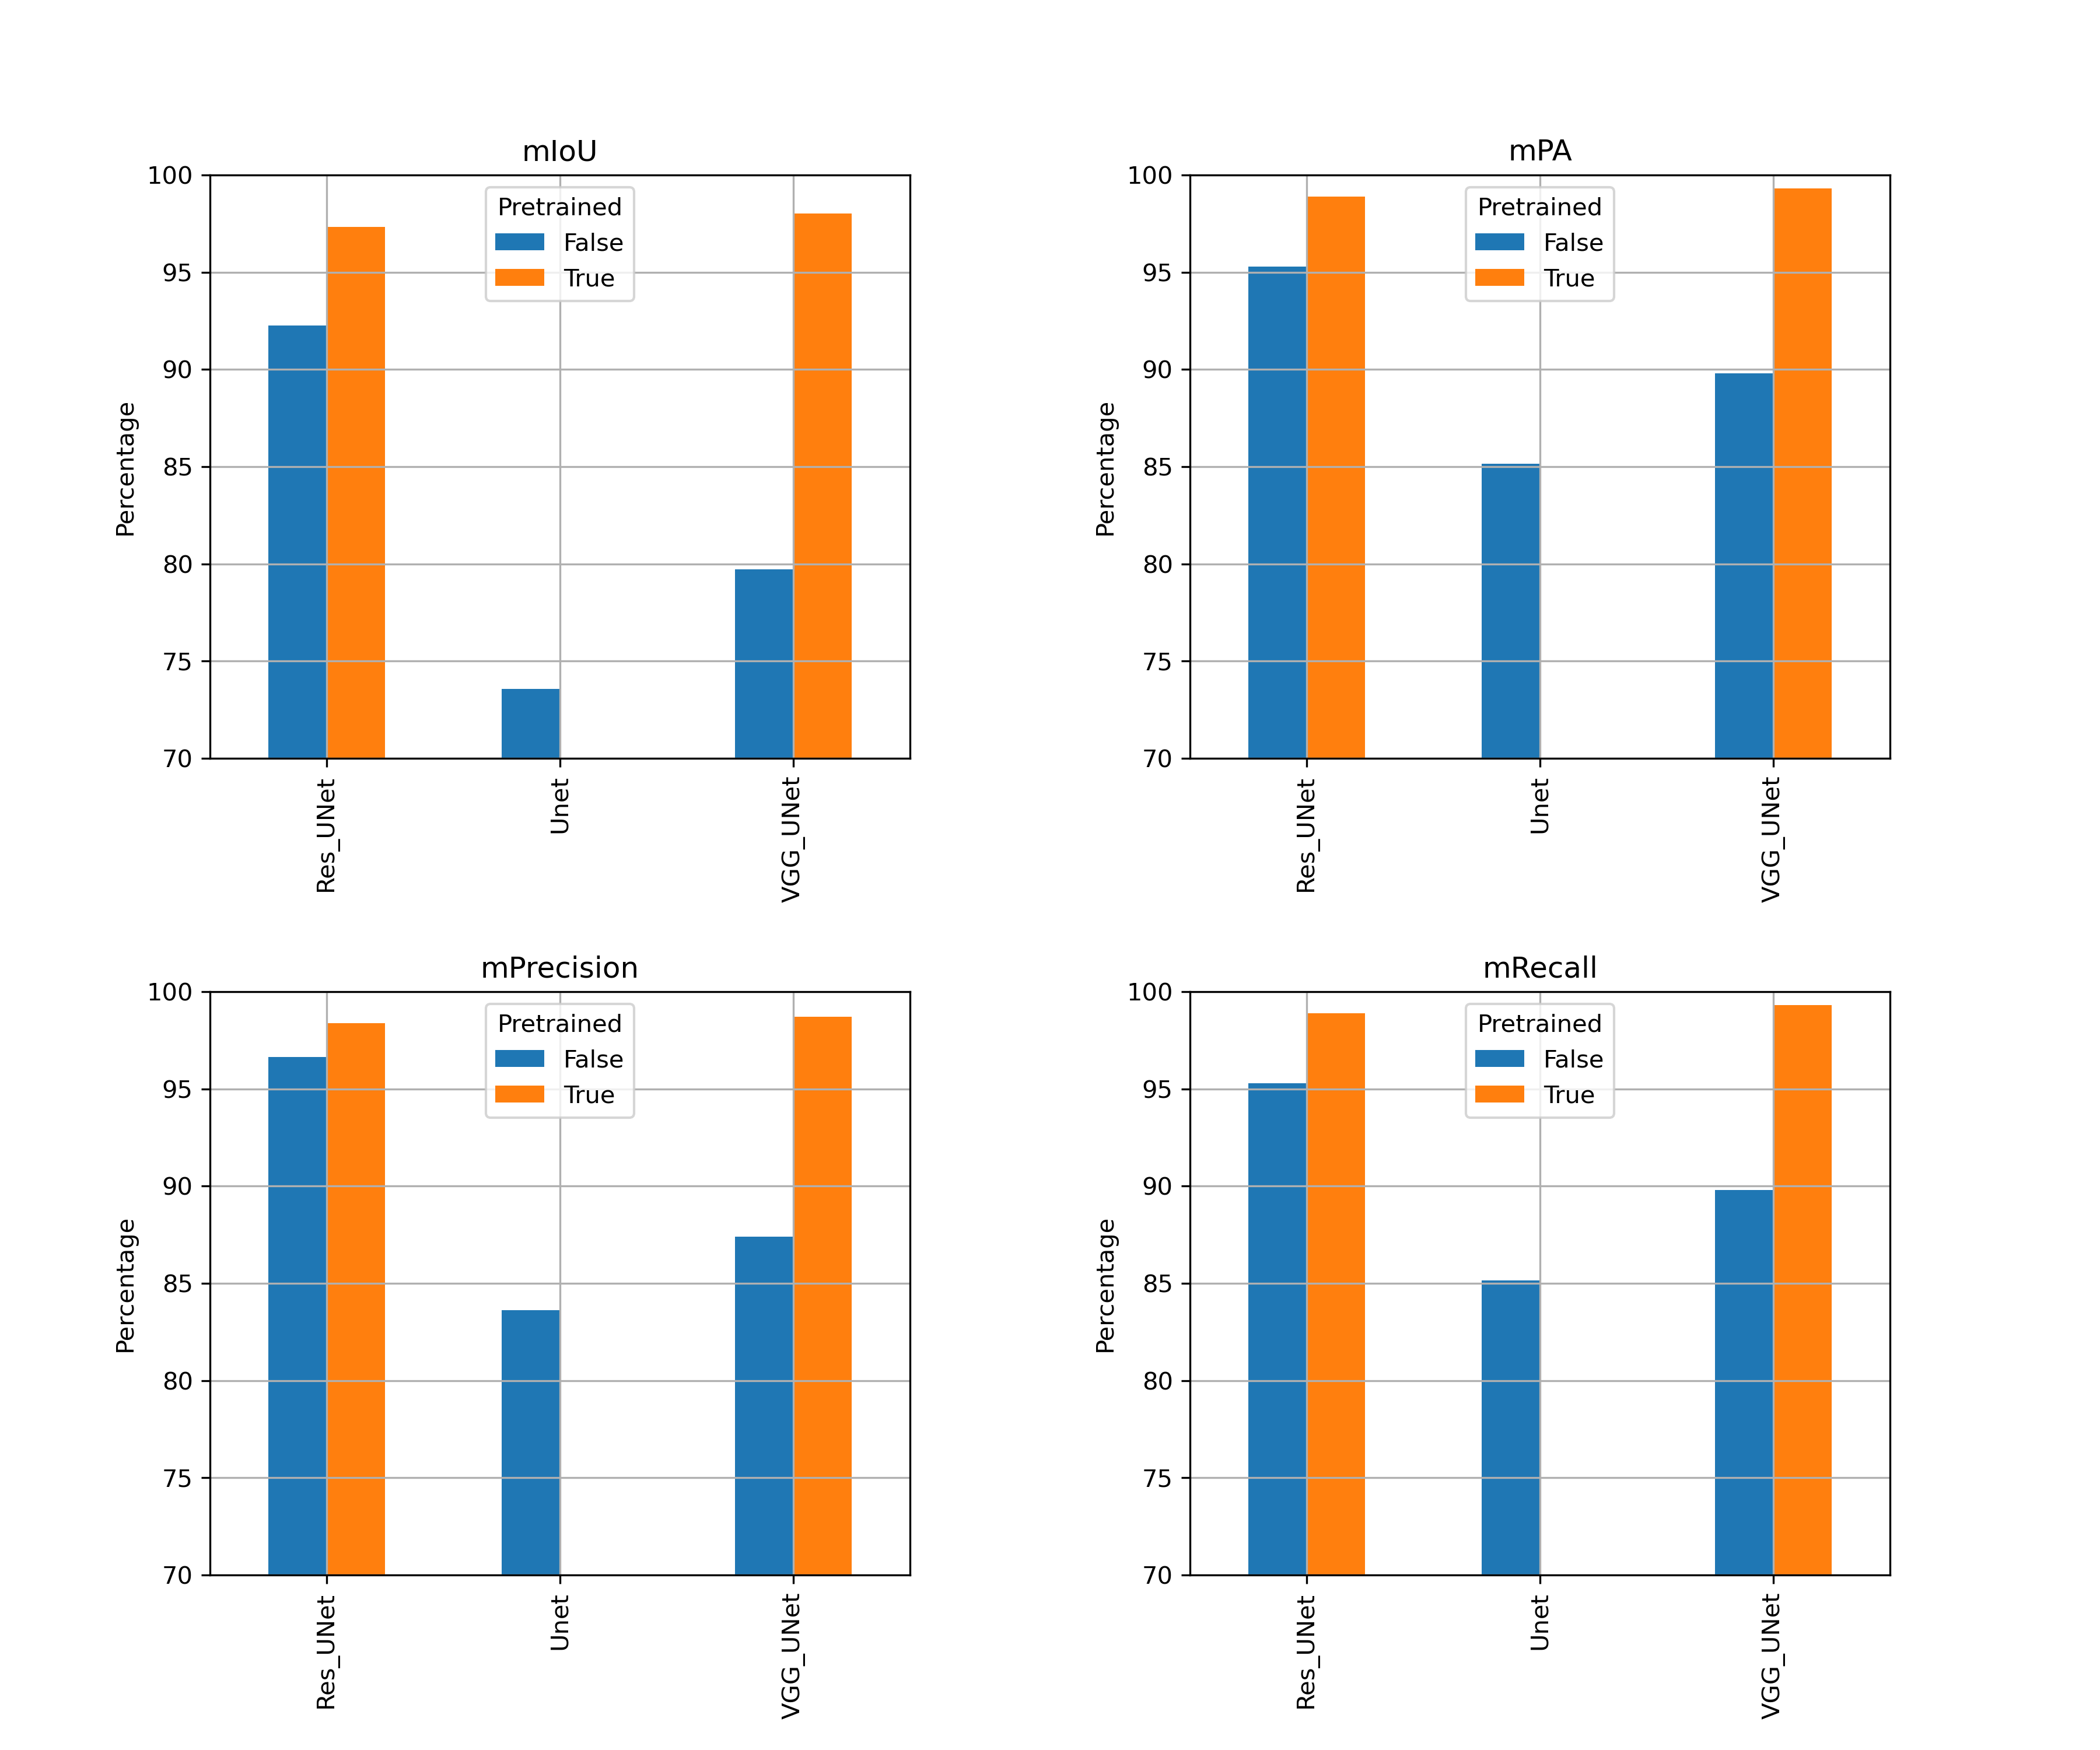 mIoU
100
95
90
85
80
75
70
Percentage
Pretrained
False
True
Res_UNet
Unet
VGG_UNet
mPA
100
95
90
85
80
75
70
Percentage
Pretrained
False
True
Res_UNet
Unet
VGG_UNet
mPrecision
100
95
90
85
80
75
70
Percentage
Pretrained
False
True
Res_UNet
Unet
VGG_UNet
mRecall
100
95
90
85
80
75
70
Percentage
Pretrained
False
True
Res_UNet
Unet
VGG_UNet